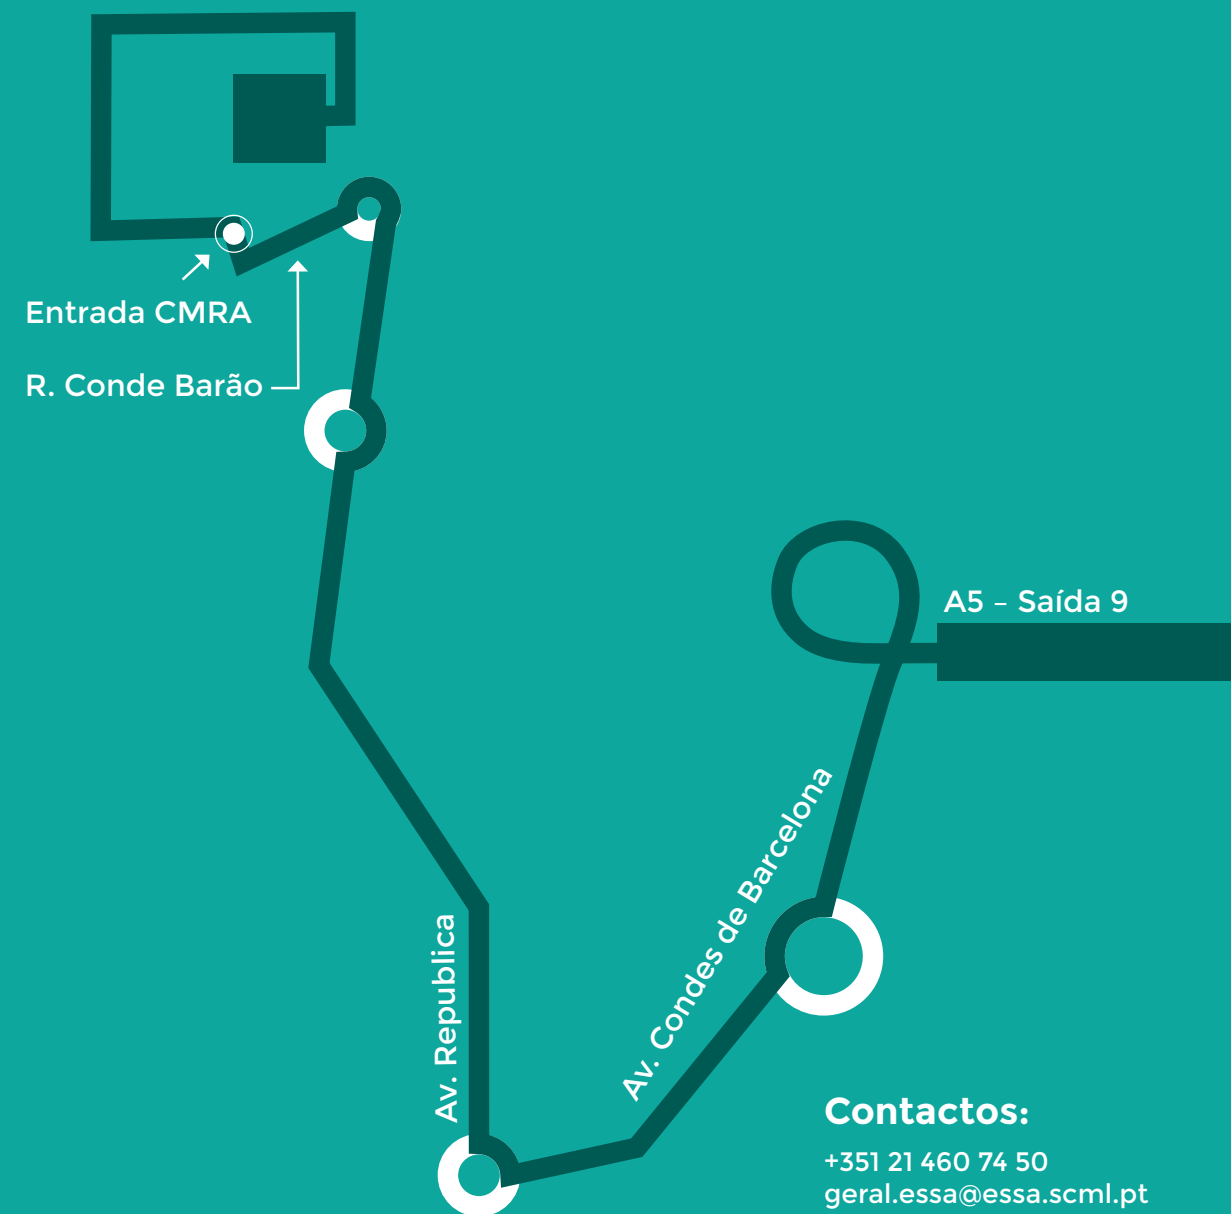 Entrada CMRA
R. Conde Barão
A5 – Saída 9
Av. Condes de Barcelona
Av. Republica
Contactos:
+351 21 460 74 50
geral.essa@essa.scml.pt